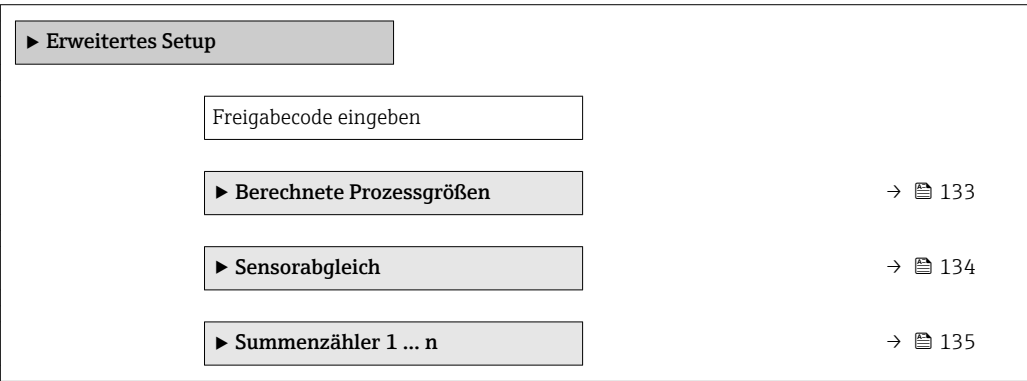 ▶ Erweitertes Setup
Freigabecode eingeben
▶ Berechnete Prozessgrößen → 133
▶ Sensorabgleich → 134
▶ Summenzähler 1 ... n → 135